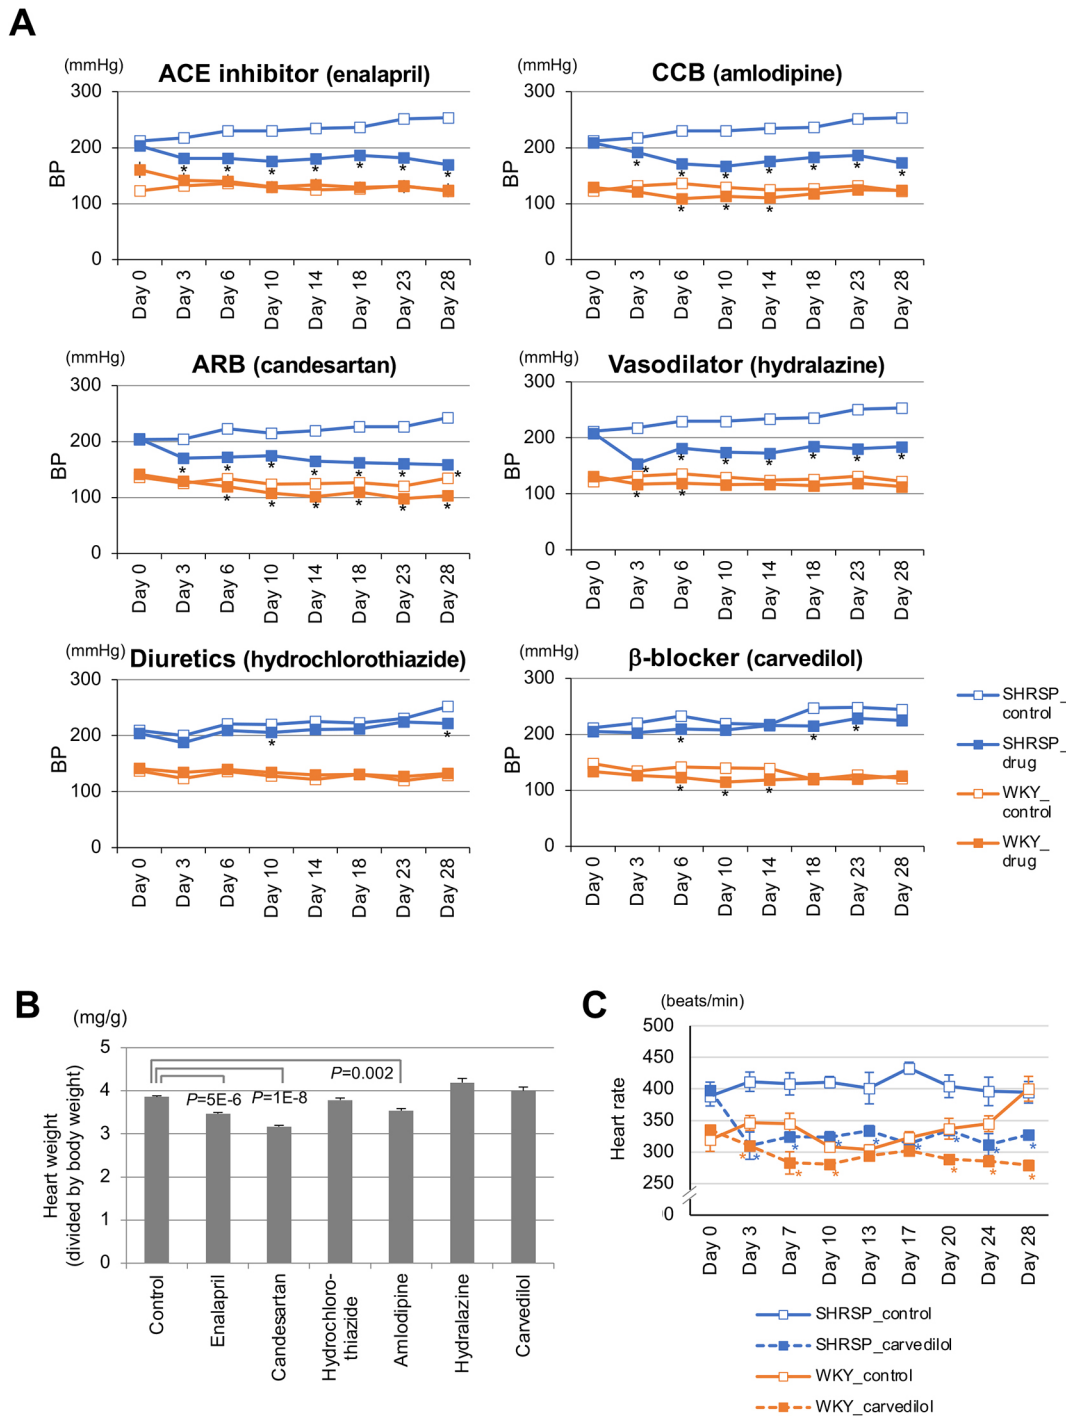 A
(mmHg)
ACE inhibitor (enalapril)
300
200
100
0
BP
Day 0
Day 3
Day 6
Day 10
Day 14
Day 18
Day 23
Day 28
* * * * * * *
(mmHg)
CCB (amlodipine)
300
200
100
0
BP
Day 0
Day 3
Day 6
Day 10
Day 14
Day 18
Day 23
Day 28
* * * * * * *
* * *
(mmHg)
ARB (candesartan)
300
200
100
0
BP
Day 0
Day 3
Day 6
Day 10
Day 14
Day 18
Day 23
Day 28
* * * * * * *
* * * * * *
(mmHg)
Vasodilator (hydralazine)
300
200
100
0
BP
Day 0
Day 3
Day 6
Day 10
Day 14
Day 18
Day 23
Day 28
* * * * * * *
* *
(mmHg)
Diuretics (hydrochlorothiazide)
300
200
100
0
BP
Day 0
Day 3
Day 6
Day 10
Day 14
Day 18
Day 23
Day 28
* *
(mmHg)
β-blocker (carvedilol)
300
200
100
0
BP
Day 0
Day 3
Day 6
Day 10
Day 14
Day 18
Day 23
Day 28
* * *
* * *
SHRSP_
control
SHRSP_
drug
WKY_
control
WKY_
drug
B
(mg/g)
Heart weight
(divided by body weight)
5
4
3
2
1
0
P=5E-6
P=1E-8
P=0.002
Control
Enalapril
Candesartan
Hydrochloro-
thiazide
Amlodipine
Hydralazine
Carvedilol
C
(beats/min)
Heart rate
500
450
400
350
300
250
0
* * * * * * * *
* * * * * *
Day 0
Day 3
Day 7
Day 10
Day 13
Day 17
Day 20
Day 24
Day 28
SHRSP_control
SHRSP_carvedilol
WKY_control
WKY_carvedilol